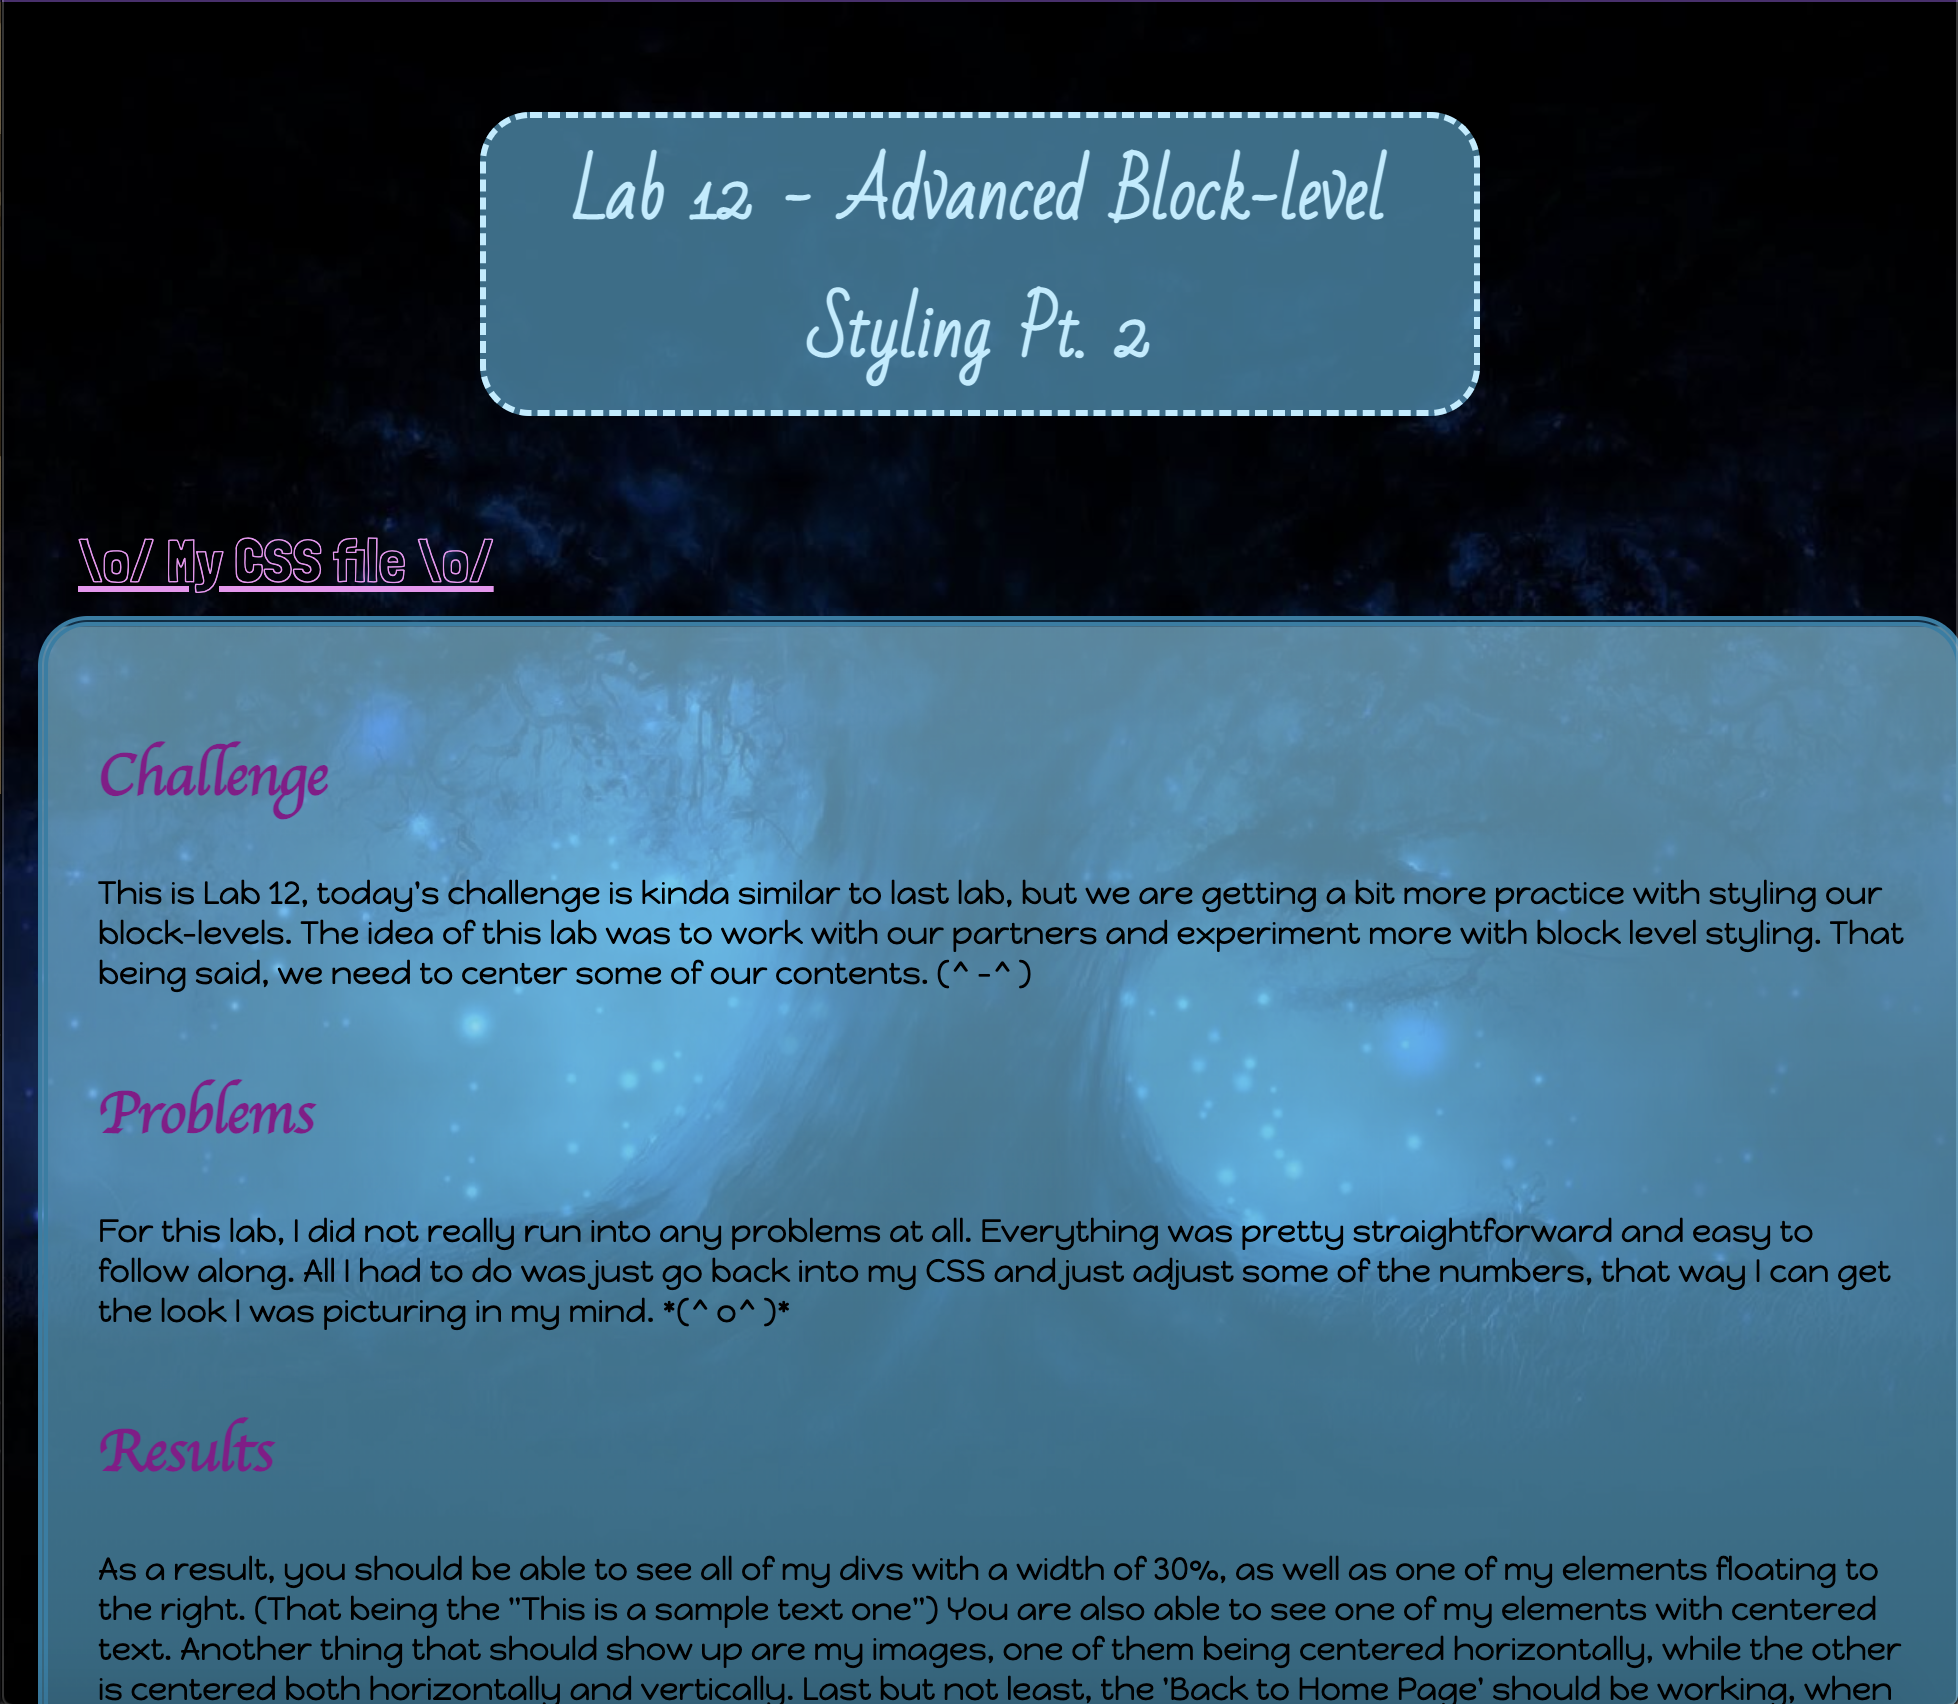 Lab 12 - Advanced Block-level
Styling Pt. 2
\o/ My CSS file \o/
Challenge
This is Lab 12, today's challenge is kinda similar to last lab, but we are getting a bit more practice with styling our
block-levels. The idea of this lab was to work with our partners and experiment more with block level styling. That
being said, we need to center some of our contents. (^ -^ )
Problems
For this lab, I did not really run into any problems at all. Everything was pretty straightforward and easy to
follow along. All I had to do was just go back into my CSS and just adjust some of the numbers, that way I can get
the look I was picturing in my mind. *(^ o^ )*
Results
As a result, you should be able to see all of my divs with a width of 30%, as well as one of my elements floating to
the right. (That being the "This is a sample text one") You are also able to see one of my elements with centered
text. Another thing that should show up are my images, one of them being centered horizontally, while the other
is centered both horizontally and vertically. Last but not least, the 'Back to Home Page' should be working, when